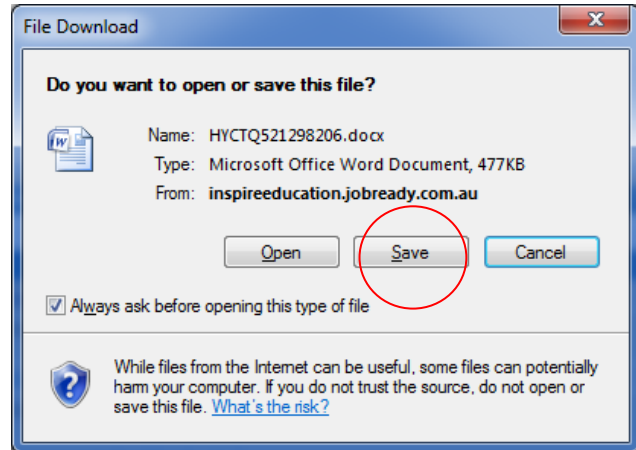 File Download
Do you want to open or save this file?
Name: HYCTQ521298206.docx
Type: Microsoft Office Word Document, 477KB
From: inspireeducation.jobready.com.au
Open Save Cancel
Always ask before opening this type of file
While files from the Internet can be useful, some files can potentially
harm your computer. If you do not trust the source, do not open or
save this file. What's the risk?